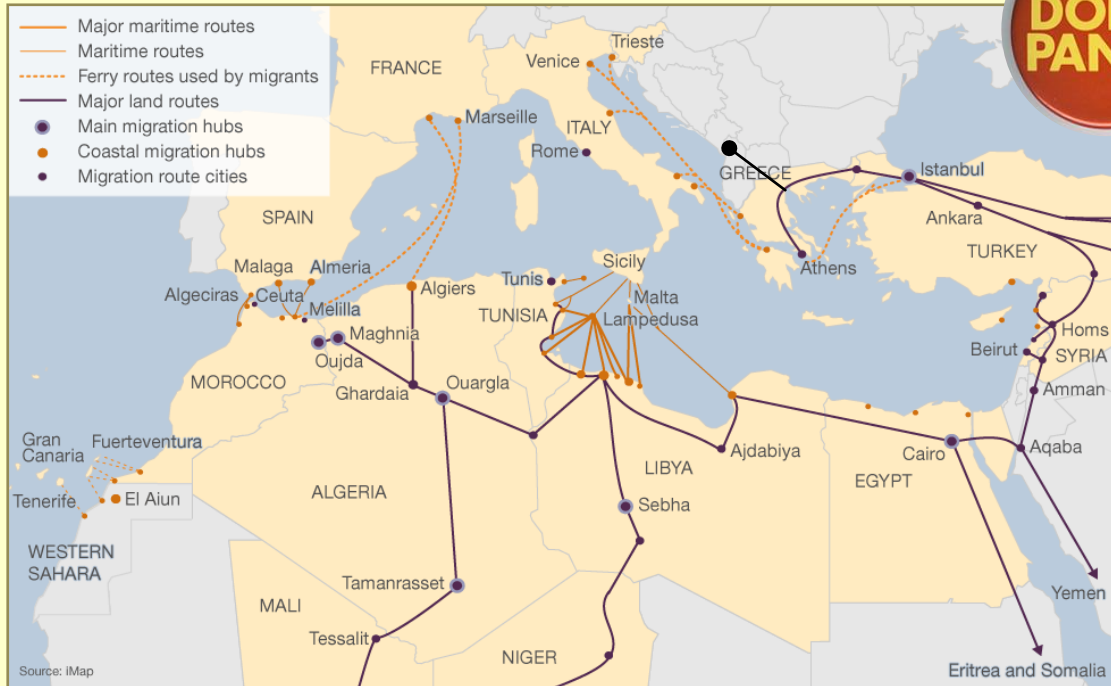 Major maritime routes
Maritime routes
Ferry routes used by migrants
Major land routes
Main migration hubs
Coastal migration hubs
Migration route cities
FRANCE
Trieste
Venice
Marseille
ITALY
Rome
GREECE
Istanbul
SPAIN
Ankara
TURKEY
Malaga
Almeria
Sicily
Athens
Algeciras
Ceuta
Melilla
Algiers
Tunis
Malta
TUNISIA
Lampedusa
Maghnia
Oujda
Homs
Beirut
SYRIA
MOROCCO
Ghardaia
Ouargla
Amman
Gran
Canaria
Fuerteventura
Ajdabiya
Cairo
Aqaba
LIBYA
EGYPT
ALGERIA
Tenerife
El Aiun
Sebha
WESTERN
SAHARA
Tamanrasset
Yemen
MALI
Tessalit
NIGER
Source: iMap
Eritrea and Somalia